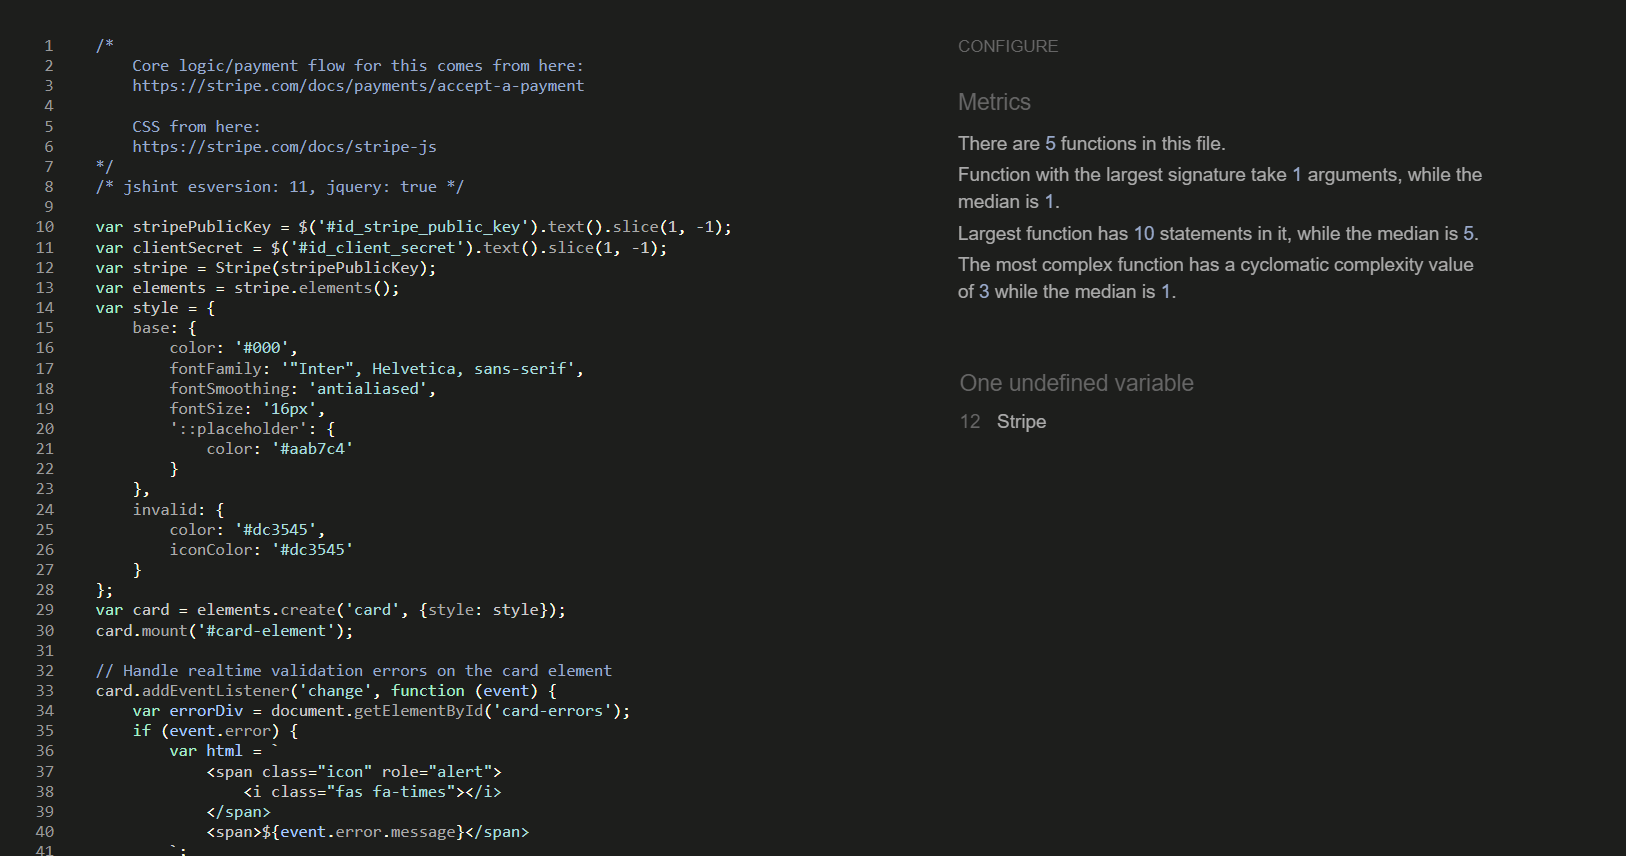 1 /*
2 Core logic/payment flow for this comes from here:
3 https://stripe.com/docs/payments/accept-a-payment
4
5 CSS from here:
6 https://stripe.com/docs/stripe-js
7 */
8 /* jshint esversion: 11, jquery: true */
9
10 var stripePublicKey = $('#id_stripe_public_key').text().slice(1, -1);
11 var clientSecret = $('#id_client_secret').text().slice(1, -1);
12 var stripe = Stripe(stripePublicKey);
13 var elements = stripe.elements();
14 var style = {
15 base: {
16 color: '#000',
17 fontFamily: '"Inter", Helvetica, sans-serif',
18 fontSmoothing: 'antialiased',
19 fontSize: '16px',
20 '::placeholder': {
21 color: '#aab7c4'
22 }
23 },
24 invalid: {
25 color: '#dc3545',
26 iconColor: '#dc3545'
27 }
28 };
29 var card = elements.create('card', {style: style});
30 card.mount('#card-element');
31
32 // Handle realtime validation errors on the card element
33 card.addEventListener('change', function (event) {
34 var errorDiv = document.getElementById('card-errors');
35 if (event.error) {
36 var html = `
37 <span class="icon" role="alert">
38 <i class="fas fa-times"></i>
39 </span>
40 <span>${event.error.message}</span>
41 `;
CONFIGURE
Metrics
There are 5 functions in this file.
Function with the largest signature take 1 arguments, while the
median is 1.
Largest function has 10 statements in it, while the median is 5.
The most complex function has a cyclomatic complexity value
of 3 while the median is 1.
One undefined variable
12 Stripe